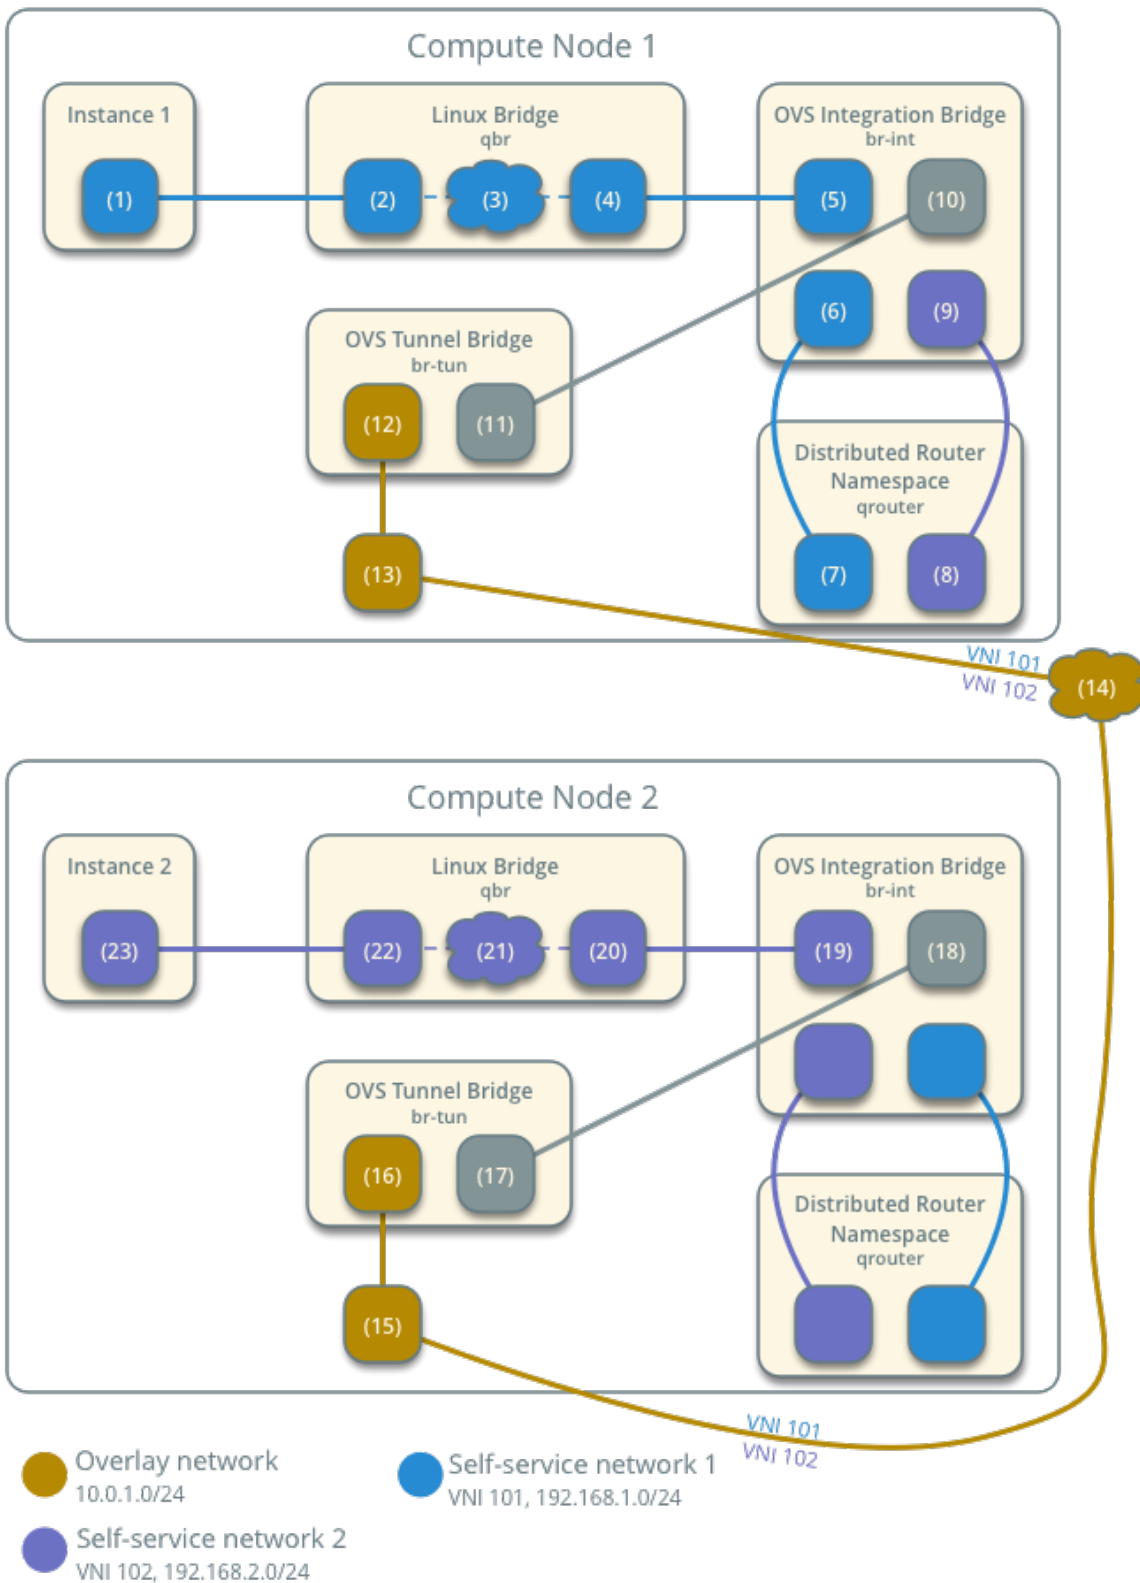 Compute Node 1
Instance 1
Linux Bridge
qbr
OVS Integration Bridge
br-int
(1)
(2)
(3)
(4)
(5)
(10)
(6)
(9)
OVS Tunnel Bridge
br-tun
(12)
(11)
Distributed Router
Namespace
qrouter
(13)
(7)
(8)
VNI 101
VNI 102
(14)
Compute Node 2
Instance 2
Linux Bridge
qbr
OVS Integration Bridge
br-int
(23)
(22)
(21)
(20)
(19)
(18)
OVS Tunnel Bridge
br-tun
(16)
(17)
Distributed Router
Namespace
qrouter
(15)
VNI 101
VNI 102
Overlay network
10.0.1.0/24
Self-service network 1
VNI 101, 192.168.1.0/24
Self-service network 2
VNI 102, 192.168.2.0/24